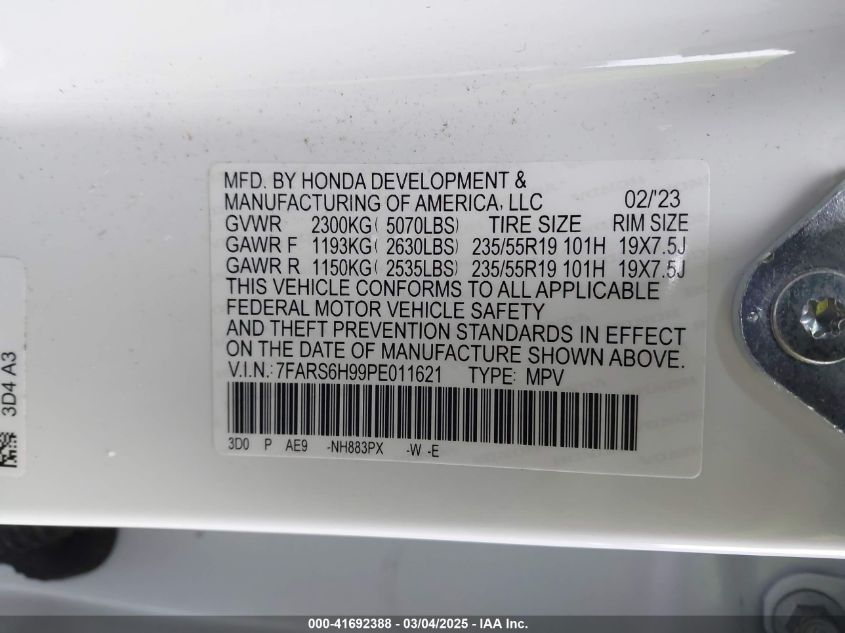 MFD. BY HONDA DEVELOPMENT &
MANUFACTURING OF AMERICA, LLC 02/'23
GVWR 2300KG( 5070LBS) TIRE SIZE RIM SIZE
GAWR F 1193KG( 2630LBS) 235/55R19 101H 19X7.5J
GAWR R 1150KG( 2535LBS) 235/55R19 101H 19X7.5J
THIS VEHICLE CONFORMS TO ALL APPLICABLE
FEDERAL MOTOR VEHICLE SAFETY
AND THEFT PREVENTION STANDARDS IN EFFECT
ON THE DATE OF MANUFACTURE SHOWN ABOVE.
V.I.N.: 7FARS6H99PE011621 TYPE: MPV
3D0 P AE9 -NH883PX -W -E
3D4 A3
000-41692388 - 03/04/2025 - IAAI Inc.